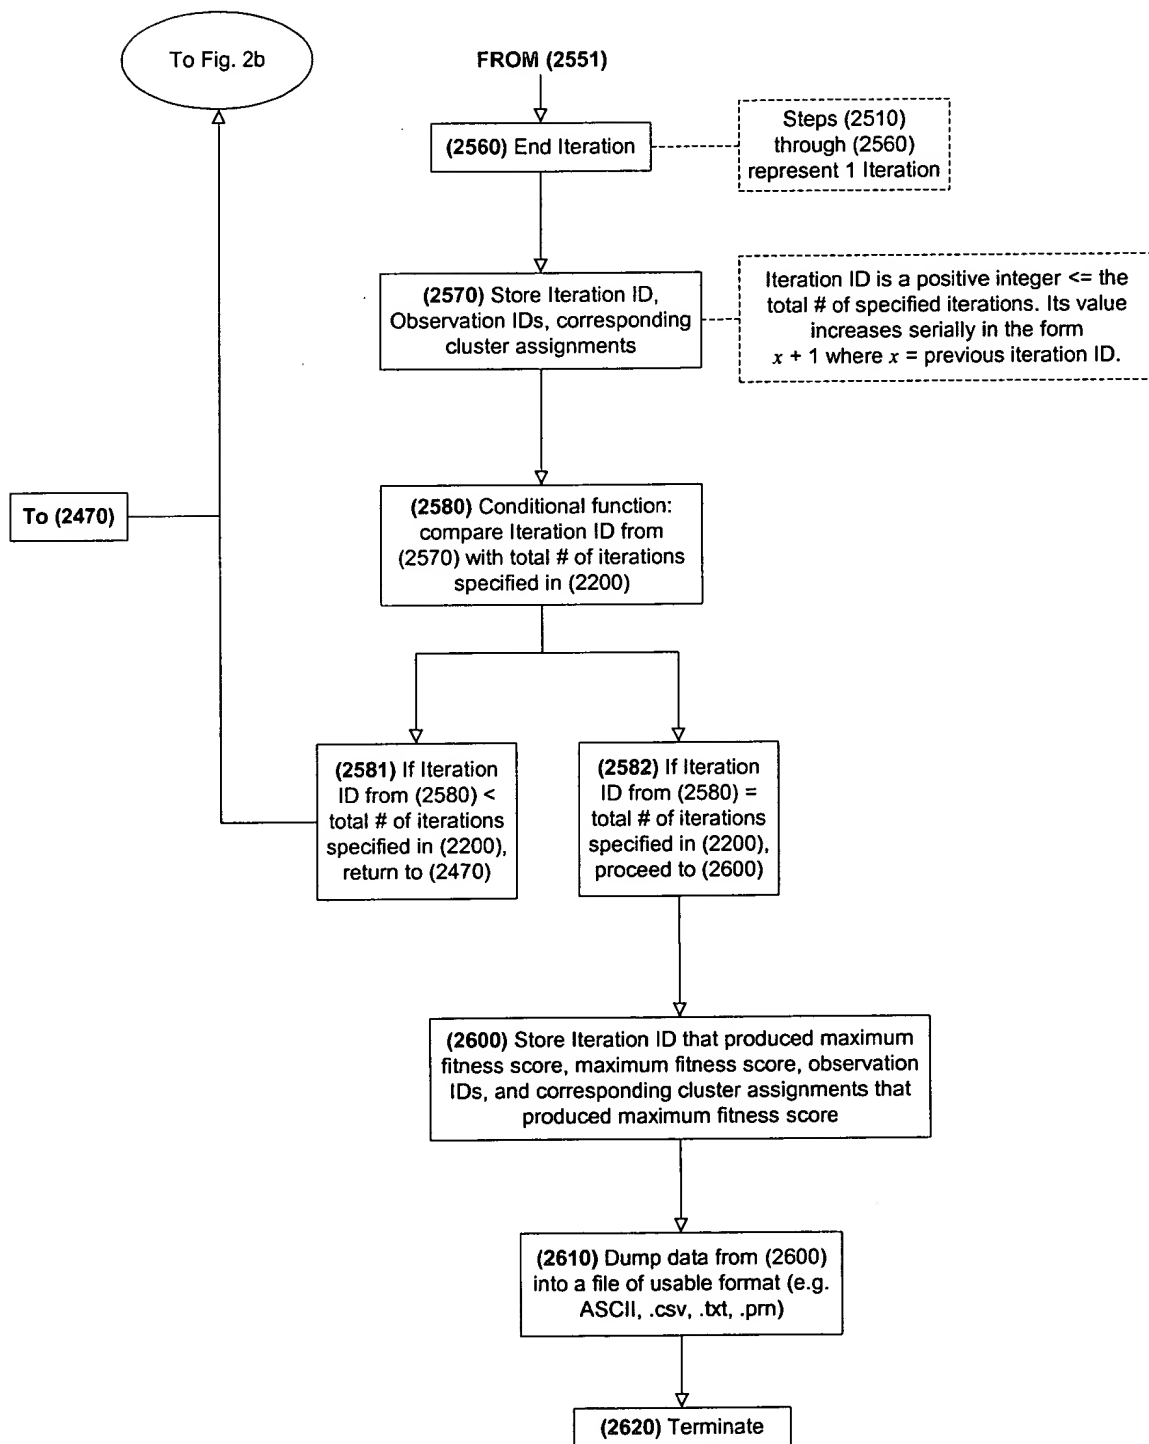 To Fig. 2b
FROM (2551)
(2560) End Iteration
Steps (2510)
through (2560)
represent 1 Iteration
(2570) Store Iteration ID,
Observation IDs, corresponding
cluster assignments
Iteration ID is a positive integer <= the
total # of specified iterations. Its value
increases serially in the form
x + 1 where x = previous iteration ID.
To (2470)
(2580) Conditional function:
compare Iteration ID from
(2570) with total # of iterations
specified in (2200)
(2581) If Iteration
ID from (2580) <
total # of iterations
specified in (2200),
return to (2470)
(2582) If Iteration
ID from (2580) =
total # of iterations
specified in (2200),
proceed to (2600)
(2600) Store Iteration ID that produced maximum
fitness score, maximum fitness score, observation
IDs, and corresponding cluster assignments that
produced maximum fitness score
(2610) Dump data from (2600)
into a file of usable format (e.g.
ASCII, .csv, .txt, .prn)
(2620) Terminate